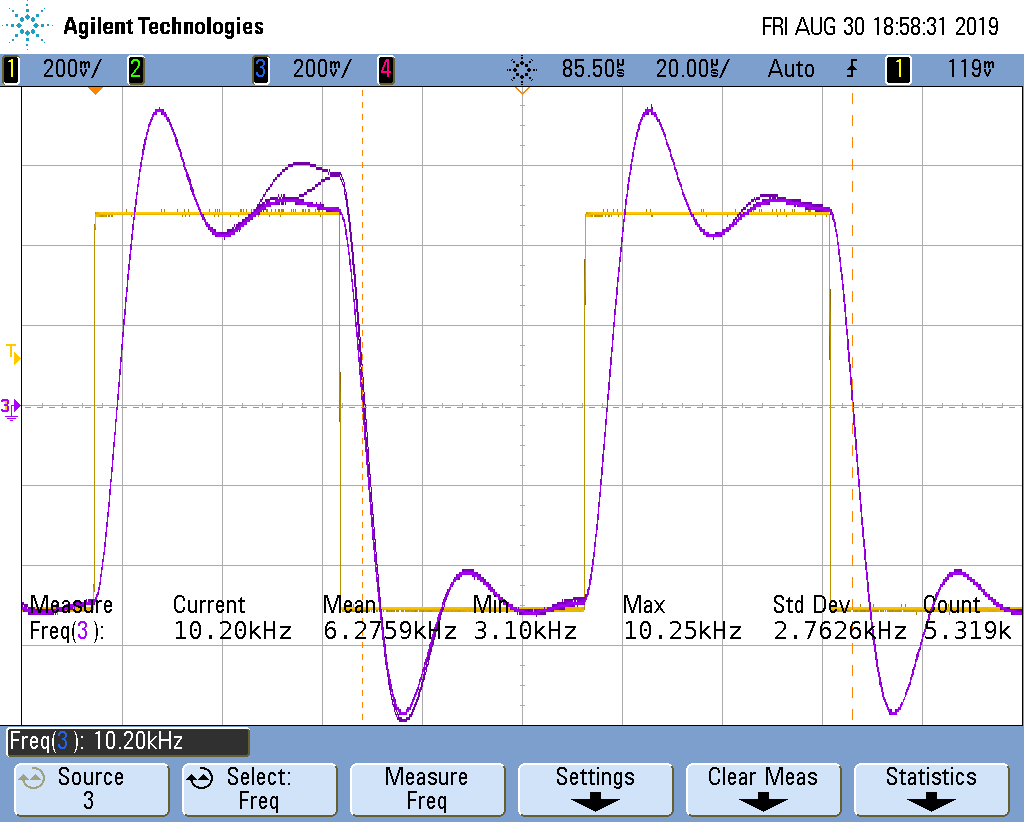 Agilent Technologies FRI AUG 30 18:58:31 2019
1 200mV/ 2 3 200mV/ 4 85.50µs 20.00µs/ Auto 1 119mV
T
3
Measure Current Mean Min Max Std Dev Count
Freq(3): 10.20kHz 6.2759kHz 3.10kHz 10.25kHz 2.7626kHz 5.319k
Freq(3): 10.20kHz
Source Select: Measure Settings Clear Meas Statistics
3 Freq Freq